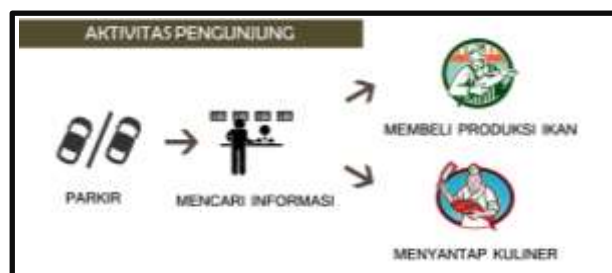 AKTIVITAS PENGUNJUNG
MEMBELI PRODUKSI IKAN
PARKIR
MENCARI INFORMASI
MENYANTAP KULINER